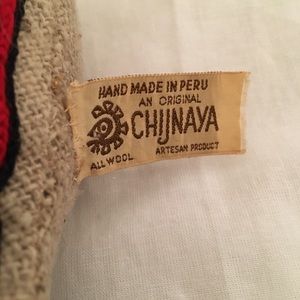 HAND MADE IN PERU
AN ORIGINAL
CHIJNAYA
ALL WOOL ARTESAN PRODUCT